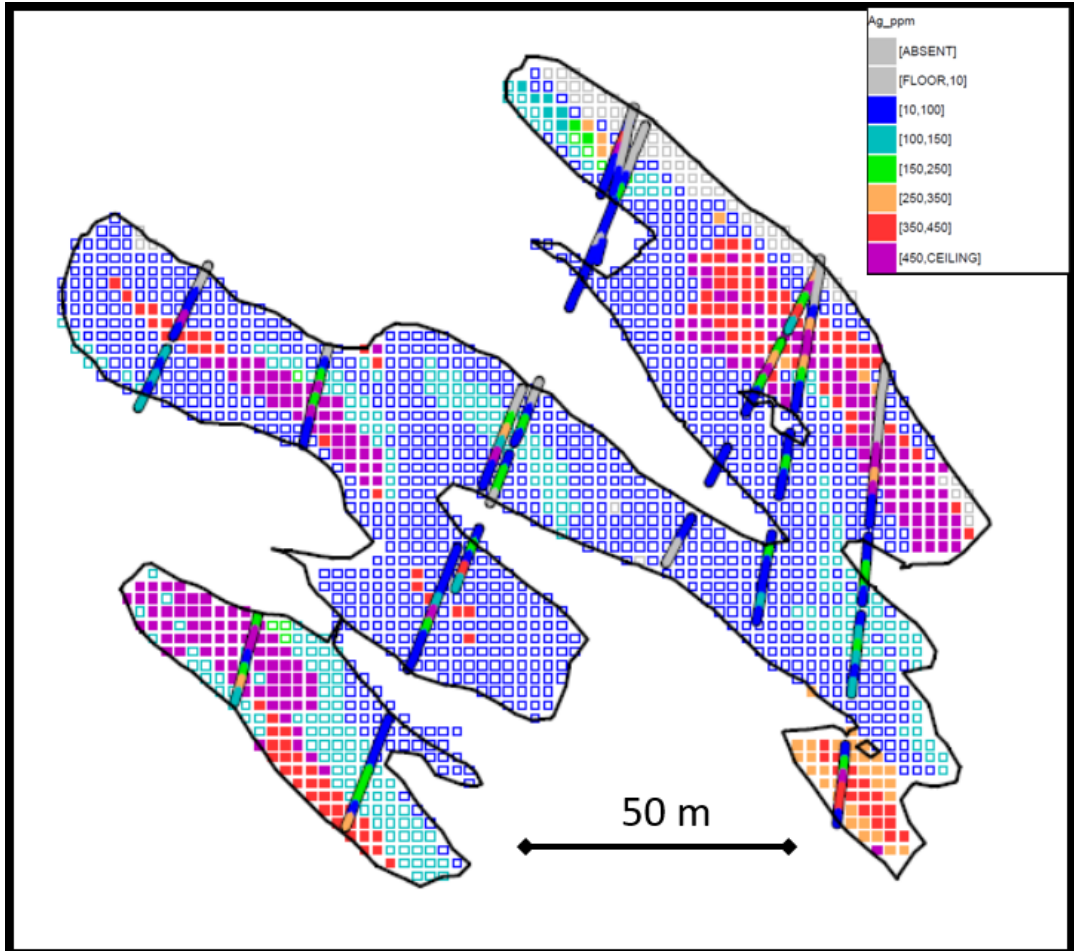 Ag_ppm
[ABSENT]
[FLOOR,10]
[10,100]
[100,150]
[150,250]
[250,350]
[350,450]
[450,CEILING]
50 m